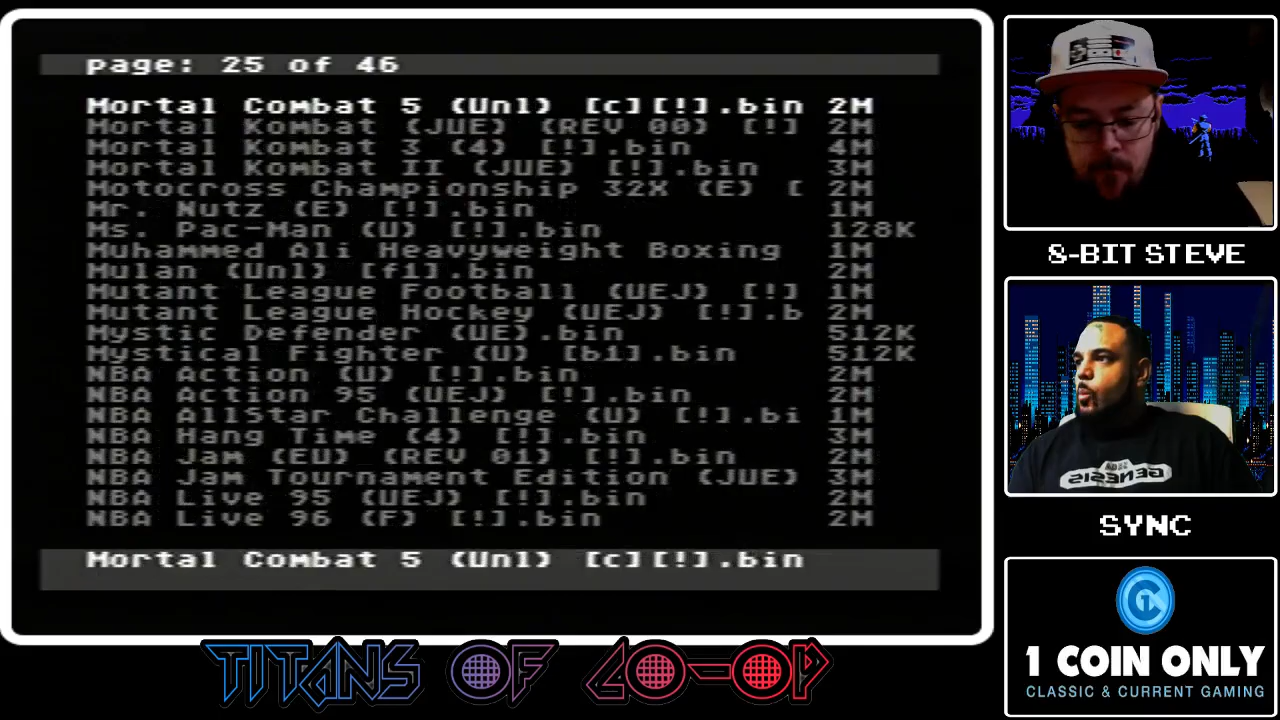 page: 25 of 46
Mortal Combat 5 (Unl) [c][!].bin 2M
Mortal Kombat (JUE) (REV 00) [!] 2M
Mortal Kombat 3 (4) [!].bin 4M
Mortal Kombat II (JUE) [!].bin 3M
Motocross Championship 32X (E) [ 2M
Mr. Nutz (E) [!].bin 1M
Ms. Pac-Man (U) [!].bin 128K
Muhammed Ali Heavyweight Boxing 1M
Mulan (Unl) [f1].bin 2M
Mutant League Football (UEJ) [!] 1M
Mutant League Hockey (UEJ) [!].b 2M
Mystic Defender (UE).bin 512K
Mystical Fighter (U) [b1].bin 512K
NBA Action (U) [!].bin 2M
NBA Action 95 (UEJ) [!].bin 2M
NBA AllStar Challenge (U) [!].bi 1M
NBA Hang Time (4) [!].bin 3M
NBA Jam (EU) (REV 01) [!].bin 2M
NBA Jam Tournament Edition (JUE) 3M
NBA Live 95 (UEJ) [!].bin 2M
NBA Live 96 (F) [!].bin 2M
Mortal Combat 5 (Unl) [c][!].bin
TITANS OF CO-OP
8-BIT STEVE
GENESIS
SYNC
1 COIN ONLY
CLASSIC & CURRENT GAMING